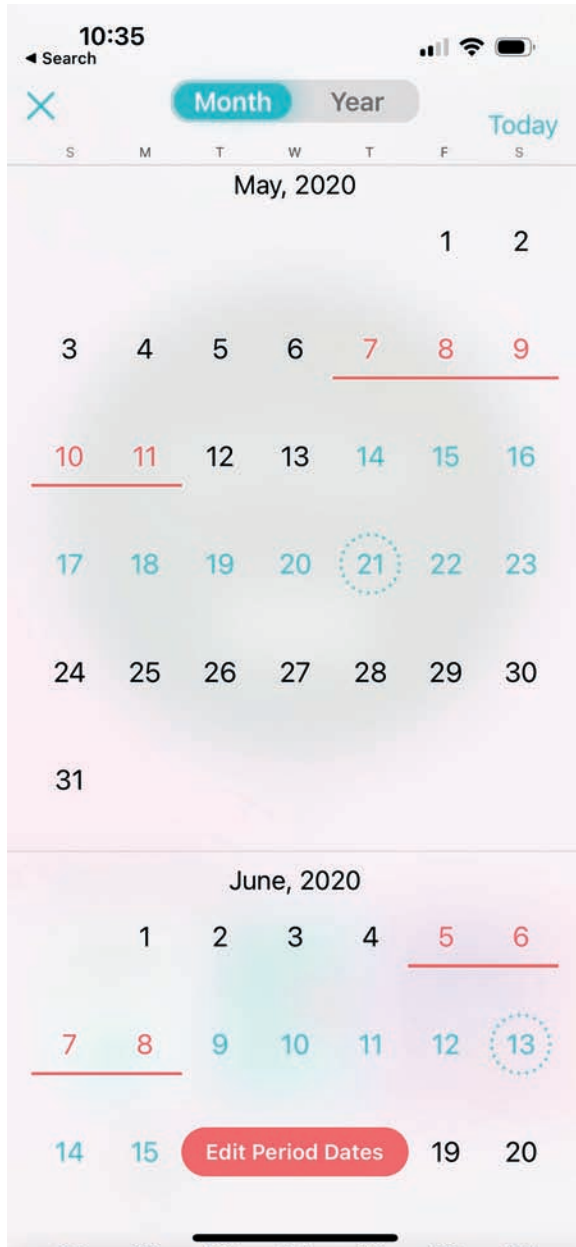 10:35
◀ Search
Month Year
Today
S M T W T F S
May, 2020
1 2
3 4 5 6 7 8 9
10 11 12 13 14 15 16
17 18 19 20 21 22 23
24 25 26 27 28 29 30
31
June, 2020
1 2 3 4 5 6
7 8 9 10 11 12 13
14 15 Edit Period Dates 19 20